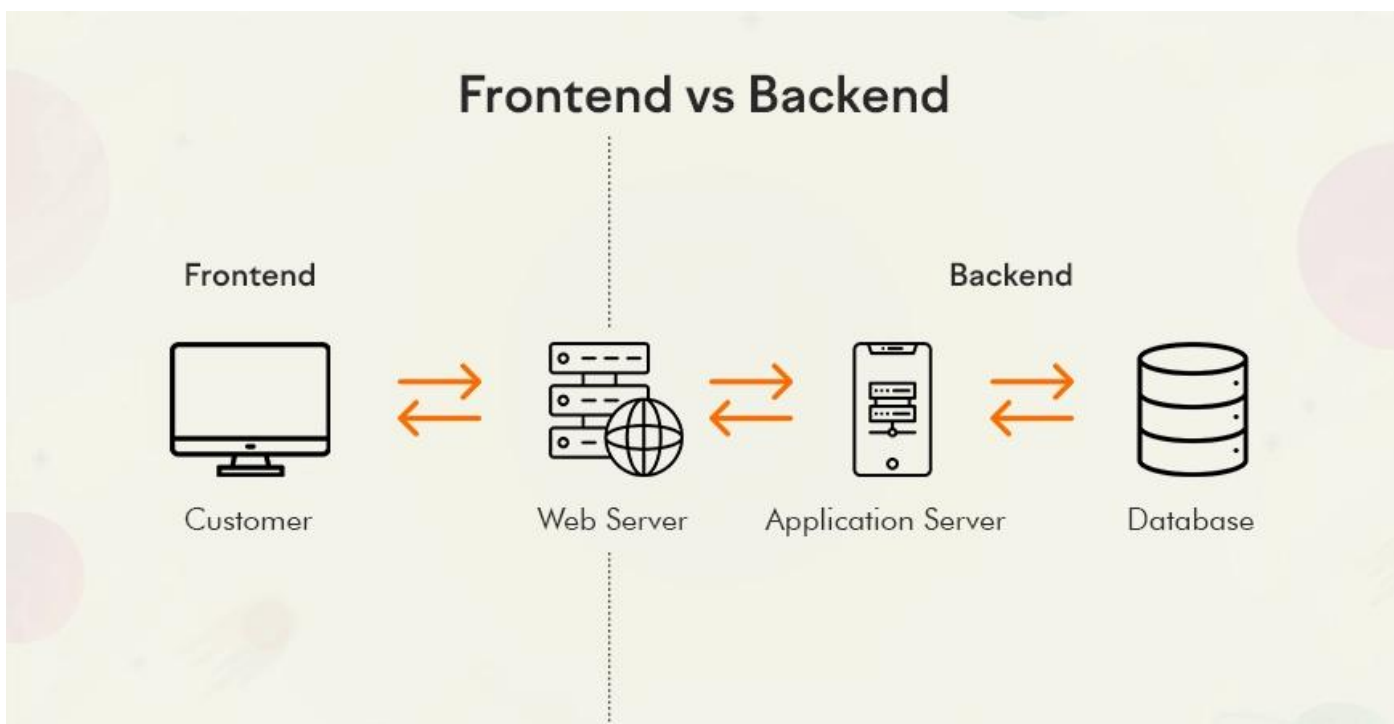 Frontend vs Backend
Frontend
Backend
Customer
Web Server
Application Server
Database